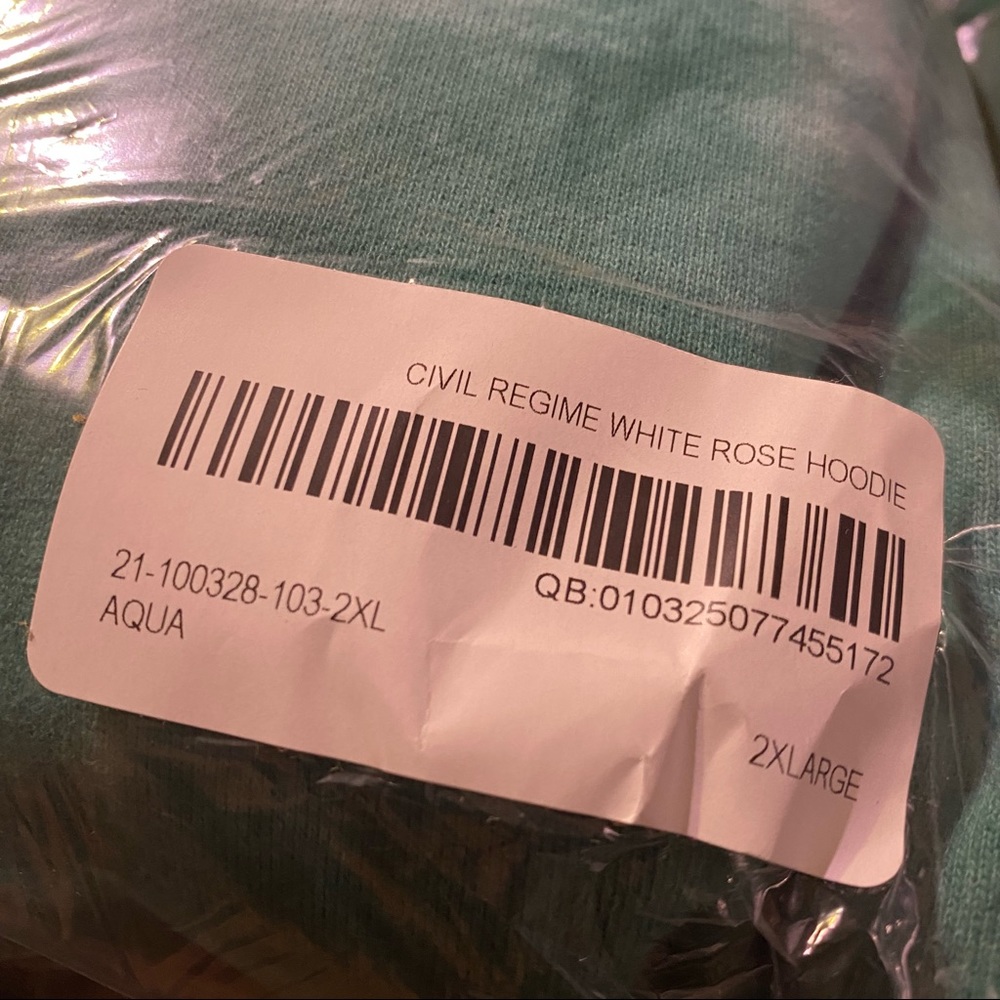 CIVIL REGIME WHITE ROSE HOODIE
QB:010325077455172
21-100328-103-2XL
AQUA
2XLARGE